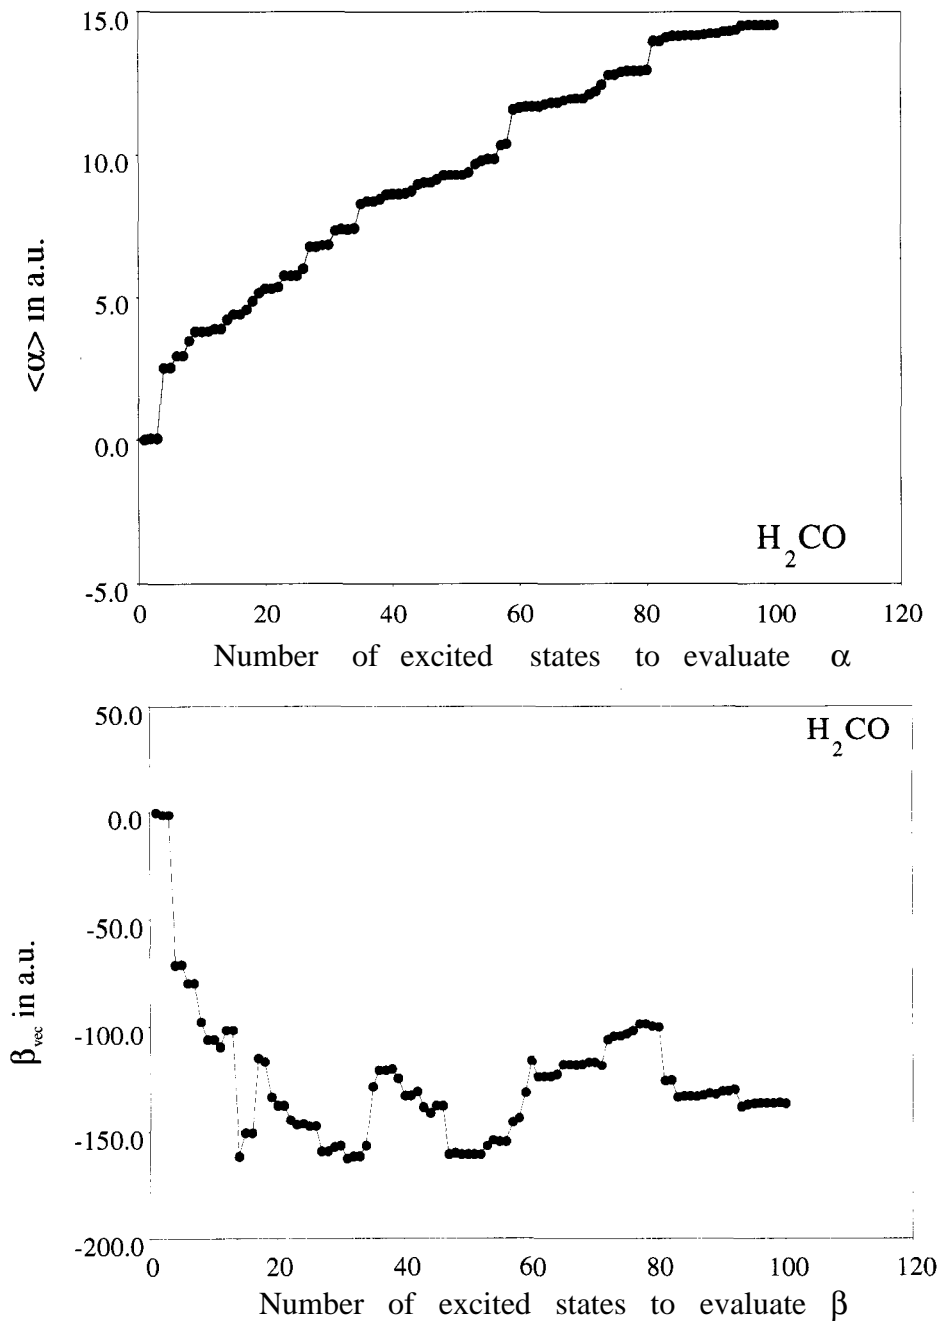 15.0
10.0
5.0
0.0
-5.0
<α> in a.u.
H2CO
0 20 40 60 80 100 120
Number of excited states to evaluate α
50.0
0.0
-50.0
-100.0
-150.0
-200.0
βvec in a.u.
H2CO
0 20 40 60 80 100 120
Number of excited states to evaluate β